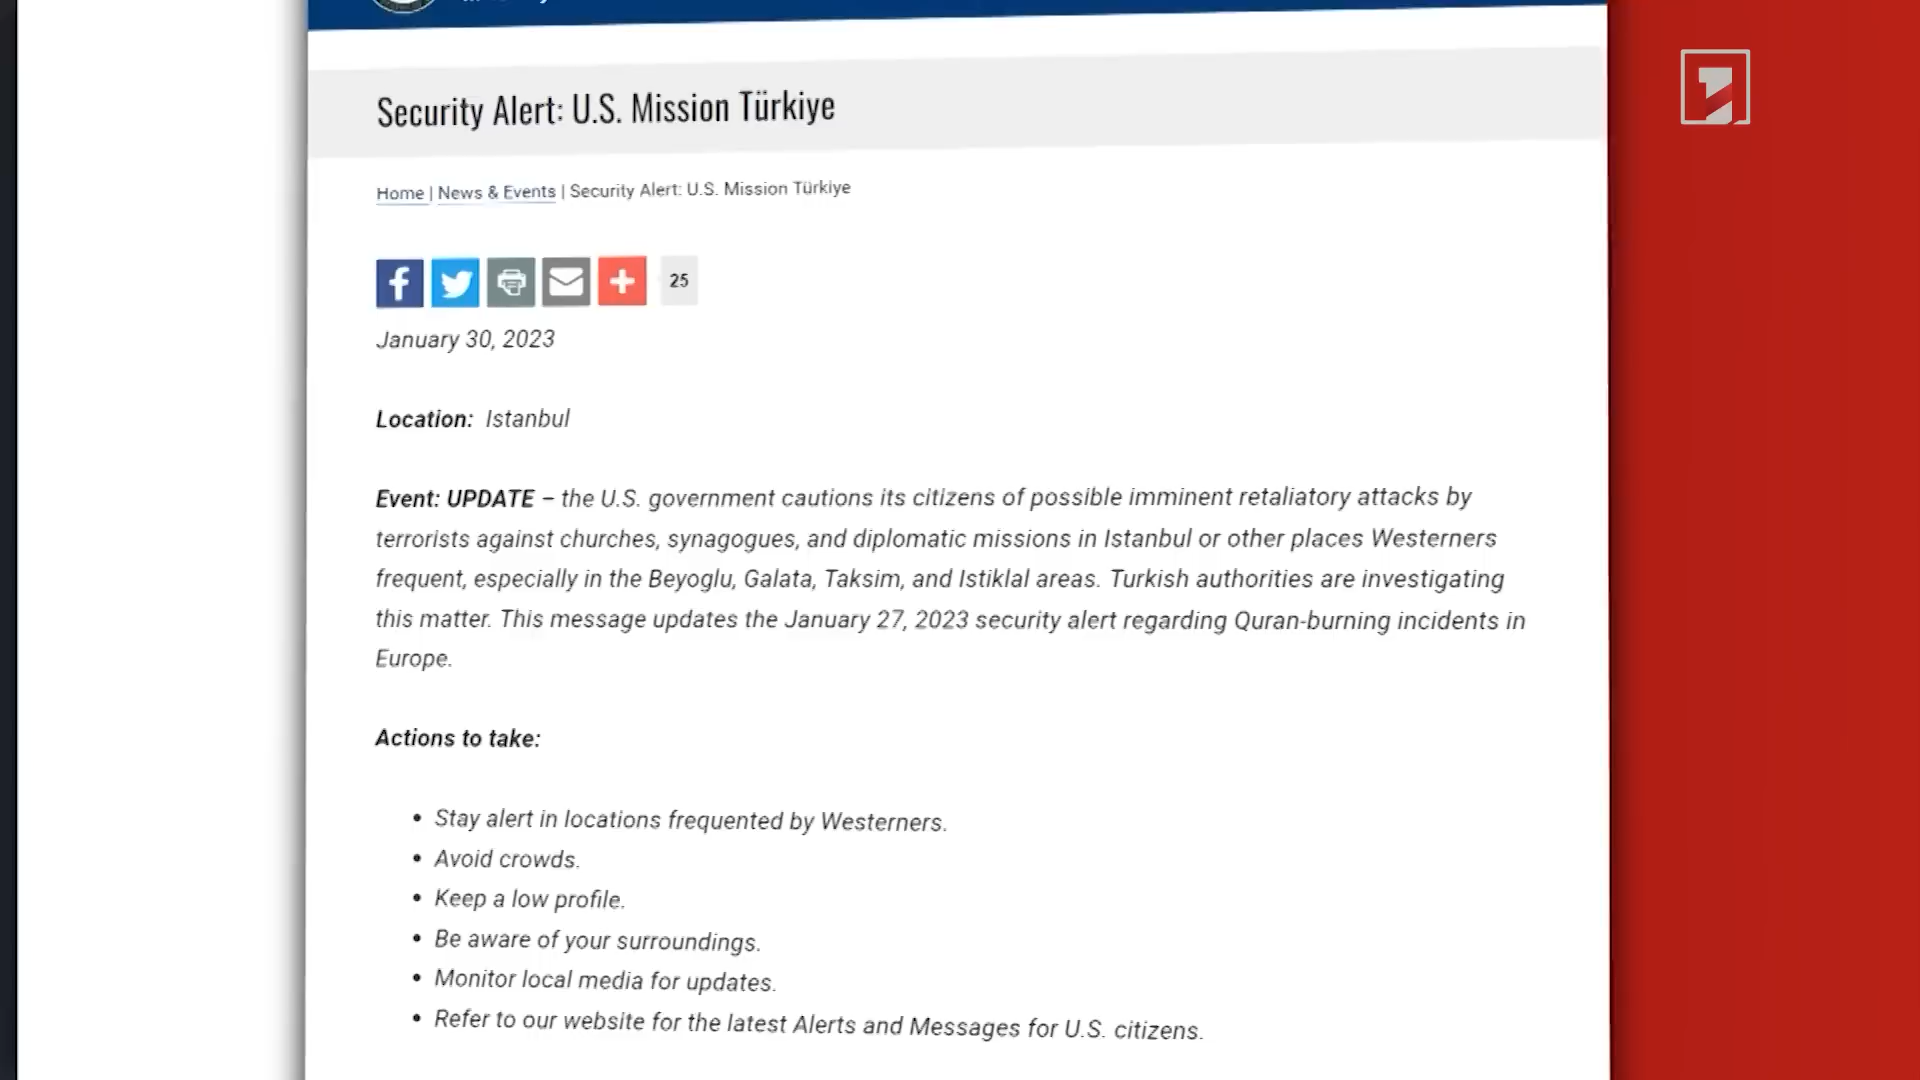 Security Alert: U.S. Mission Türkiye
Home | News & Events | Security Alert: U.S. Mission Türkiye
25
January 30, 2023
Location: Istanbul
Event: UPDATE – the U.S. government cautions its citizens of possible imminent retaliatory attacks by
terrorists against churches, synagogues, and diplomatic missions in Istanbul or other places Westerners
frequent, especially in the Beyoglu, Galata, Taksim, and Istiklal areas. Turkish authorities are investigating
this matter. This message updates the January 27, 2023 security alert regarding Quran-burning incidents in
Europe.
Actions to take:
• Stay alert in locations frequented by Westerners.
• Avoid crowds.
• Keep a low profile.
• Be aware of your surroundings.
• Monitor local media for updates.
• Refer to our website for the latest Alerts and Messages for U.S. citizens.